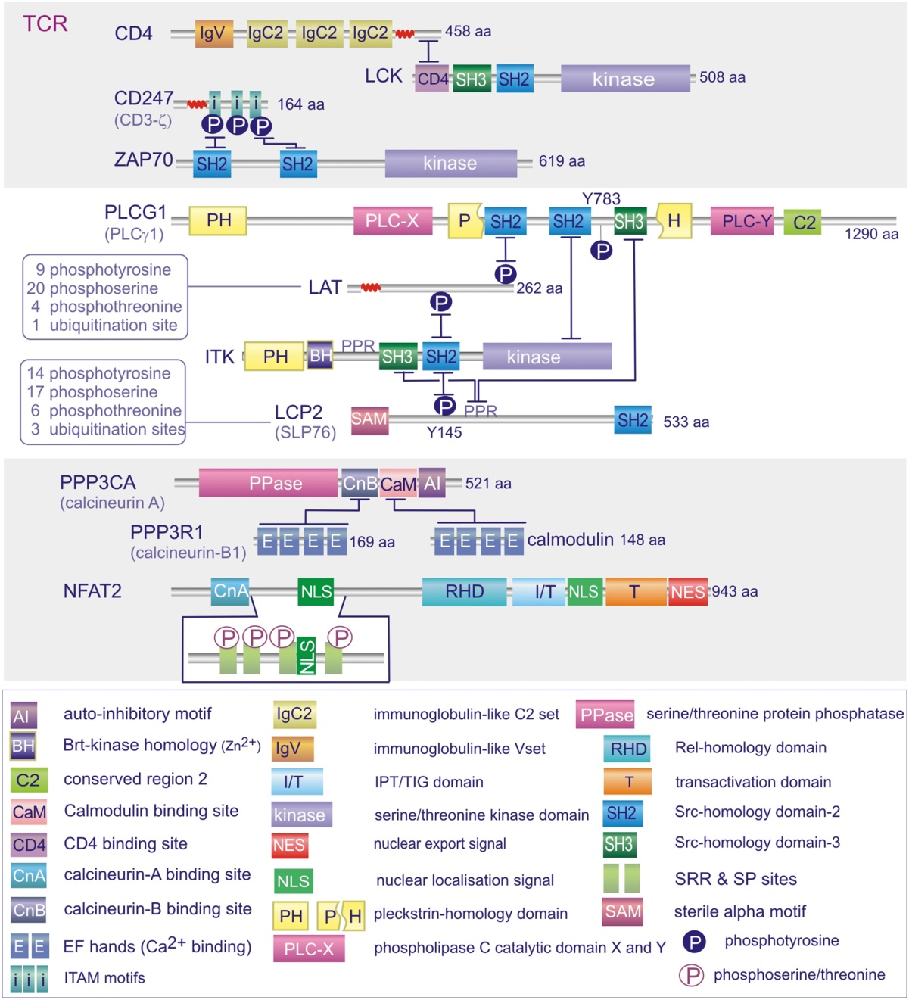 TCR
CD4 IgV IgC2 IgC2 IgC2 458 aa
LCK CD4 SH3 SH2 kinase 508 aa
CD247 i i i 164 aa
(CD3-ζ) P P P
ZAP70 SH2 SH2 kinase 619 aa
Y783
PLCG1 PH PLC-X P SH2 SH2 SH3 H PLC-Y C2
(PLCγ1) 1290 aa
P
P
9 phosphotyrosine
20 phosphoserine
4 phosphothreonine
1 ubiquitination site
LAT 262 aa
P
ITK PH BH PPR SH3 SH2 kinase
14 phosphotyrosine
17 phosphoserine
6 phosphothreonine
3 ubiquitination sites
P PPR
LCP2 SAM SH2 533 aa
(SLP76) Y145
PPP3CA PPase CnB CaM AI 521 aa
(calcineurin A)
PPP3R1 E E E E 169 aa E E E E calmodulin 148 aa
(calcineurin-B1)
NFAT2 CnA NLS RHD I/T NLS T NES 943 aa
P P P P
NLS
AI auto-inhibitory motif
BH Brt-kinase homology (Zn2+)
C2 conserved region 2
CaM Calmodulin binding site
CD4 CD4 binding site
CnA calcineurin-A binding site
CnB calcineurin-B binding site
E E EF hands (Ca2+ binding)
i i i ITAM motifs
IgC2 immunoglobulin-like C2 set
IgV immunoglobulin-like Vset
I/T IPT/TIG domain
kinase serine/threonine kinase domain
NES nuclear export signal
NLS nuclear localisation signal
PH P H pleckstrin-homology domain
PLC-X phospholipase C catalytic domain X and Y
PPase serine/threonine protein phosphatase
RHD Rel-homology domain
T transactivation domain
SH2 Src-homology domain-2
SH3 Src-homology domain-3
SRR & SP sites
SAM sterile alpha motif
P phosphotyrosine
P phosphoserine/threonine